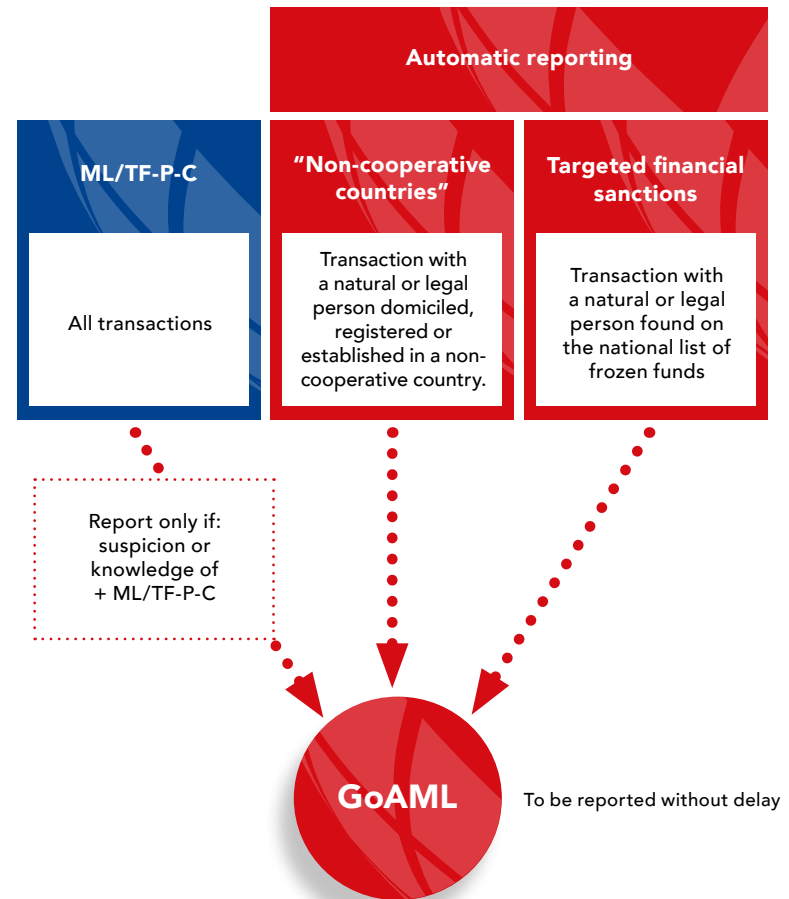 Automatic reporting
ML/TF-P-C
All transactions
"Non-cooperative
countries"
Transaction with
a natural or legal
person domiciled,
registered or
established in a non-
cooperative country.
Targeted financial
sanctions
Transaction with
a natural or legal
person found on
the national list of
frozen funds
Report only if:
suspicion or
knowledge of
+ ML/TF-P-C
GoAML
To be reported without delay